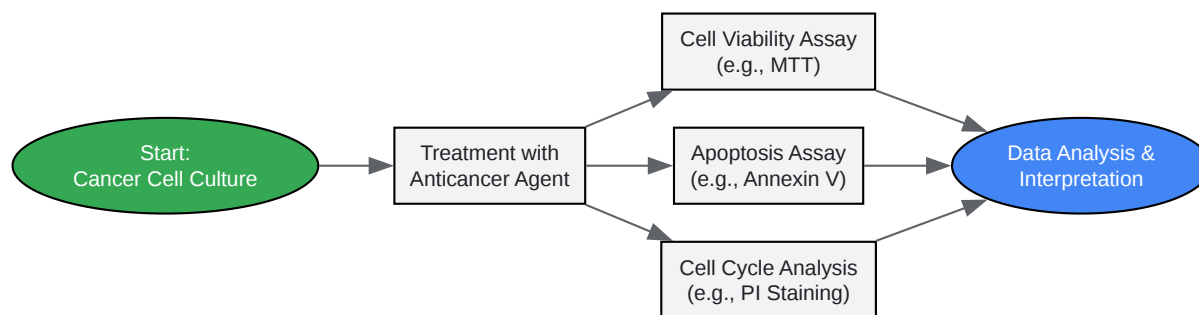 Start:
Cancer Cell Culture
Treatment with
Anticancer Agent
Cell Viability Assay
(e.g., MTT)
Apoptosis Assay
(e.g., Annexin V)
Cell Cycle Analysis
(e.g., PI Staining)
Data Analysis &
Interpretation